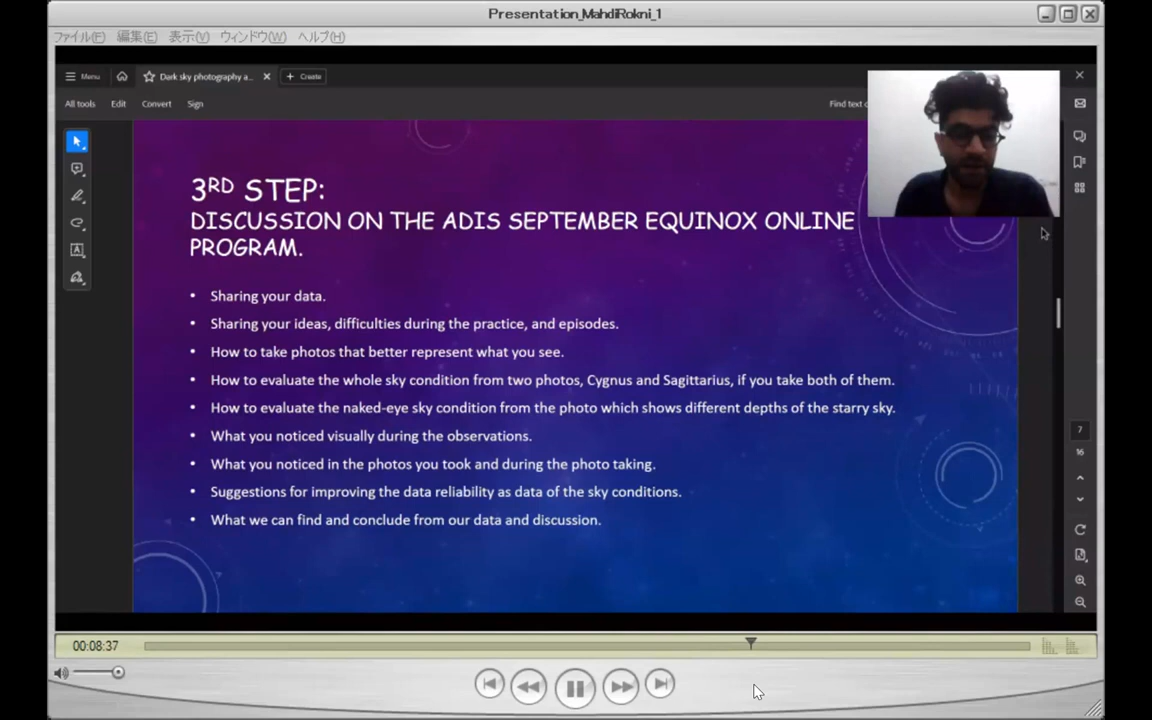 Presentation_MahdiRokni_1
ファイル(F) 編集(E) 表示(V) ウィンドウ(W) ヘルプ(H)
Menu Dark sky photography a... Create
All tools Edit Convert Sign Find text
3RD STEP:
DISCUSSION ON THE ADIS SEPTEMBER EQUINOX ONLINE
PROGRAM.
• Sharing your data.
• Sharing your ideas, difficulties during the practice, and episodes.
• How to take photos that better represent what you see.
• How to evaluate the whole sky condition from two photos, Cygnus and Sagittarius, if you take both of them.
• How to evaluate the naked-eye sky condition from the photo which shows different depths of the starry sky.
• What you noticed visually during the observations.
• What you noticed in the photos you took and during the photo taking.
• Suggestions for improving the data reliability as data of the sky conditions.
• What we can find and conclude from our data and discussion.
7
16
00:08:37